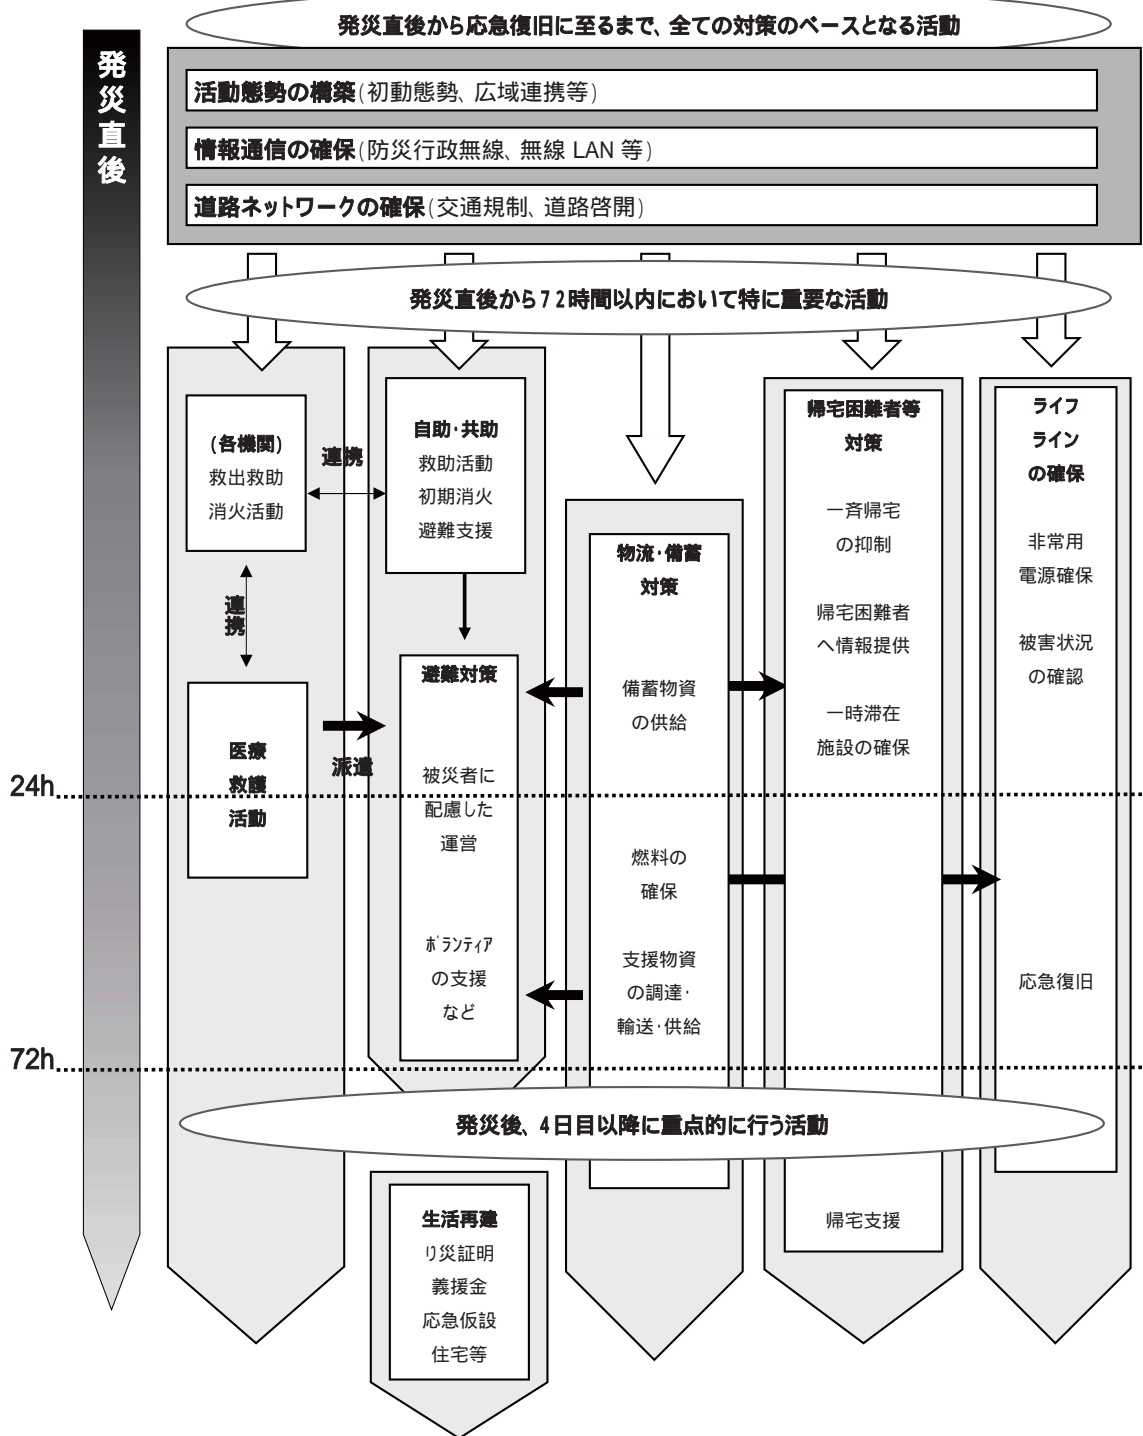 発災直後から応急復旧に至るまで、全ての対策のベースとなる活動
発災直後
活動態勢の構築(初動態勢、広域連携等)
情報通信の確保(防災行政無線、無線 LAN 等)
道路ネットワークの確保(交通規制、道路啓開)
発災直後から72時間以内において特に重要な活動
(各機関)
救出救助
消火活動
連携
自助・共助
救助活動
初期消火
避難支援
連携
医療
救護
活動
派遣
避難対策
被災者に
配慮した
運営
ボランティア
の支援
など
物流・備蓄
対策
備蓄物資
の供給
燃料の
確保
支援物資
の調達・
輸送・供給
帰宅困難者等
対策
一斉帰宅
の抑制
帰宅困難者
へ情報提供
一時滞在
施設の確保
帰宅支援
ライフ
ライン
の確保
非常用
電源確保
被害状況
の確認
応急復旧
24h
72h
発災後、4日目以降に重点的に行う活動
生活再建
り災証明
義援金
応急仮設
住宅等